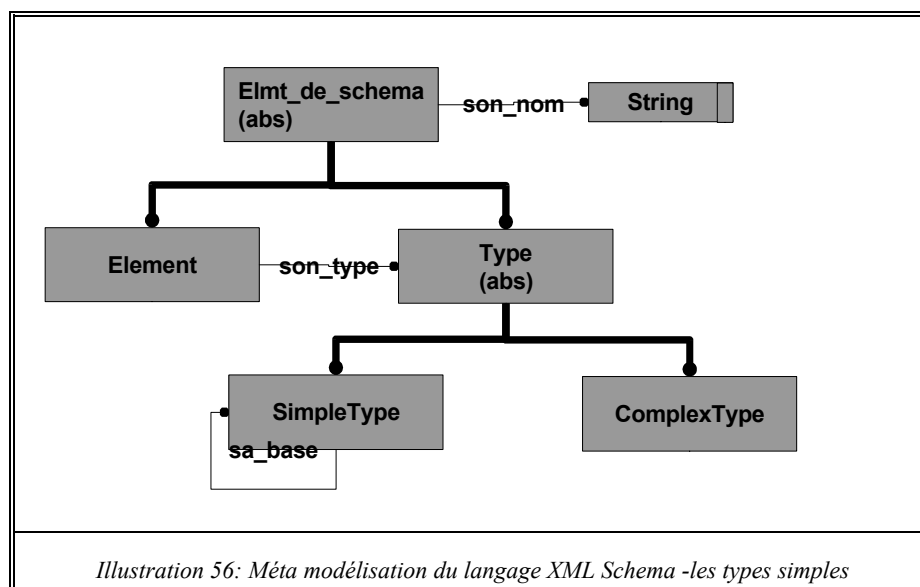 Elmt_de_schema
(abs)
son_nom
String
Element
son_type
Type
(abs)
SimpleType
sa_base
ComplexType
Illustration 56: Méta modélisation du langage XML Schema -les types simples